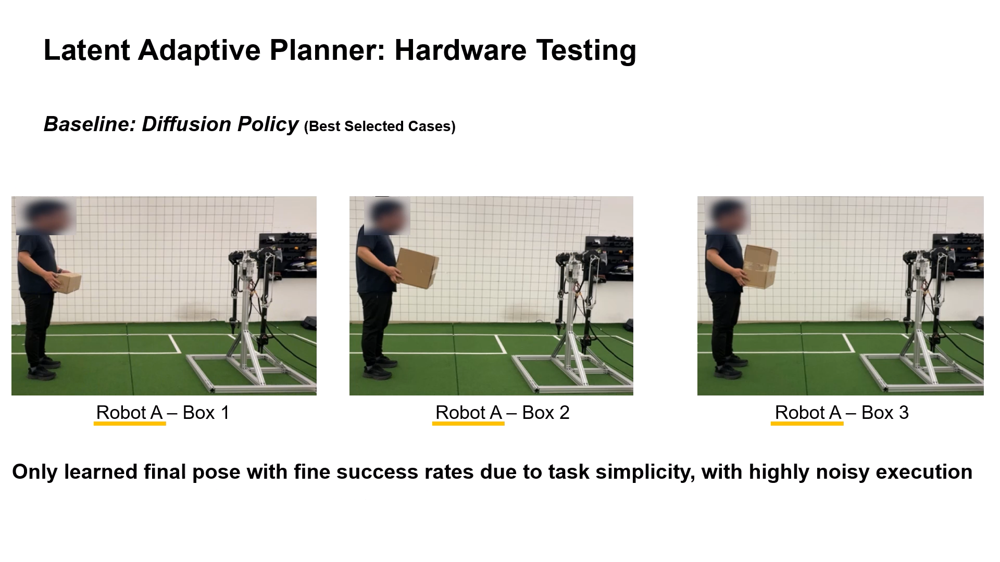 Latent Adaptive Planner: Hardware Testing
Baseline: Diffusion Policy (Best Selected Cases)
Robot A – Box 1
Robot A – Box 2
Robot A – Box 3
Only learned final pose with fine success rates due to task simplicity, with highly noisy execution